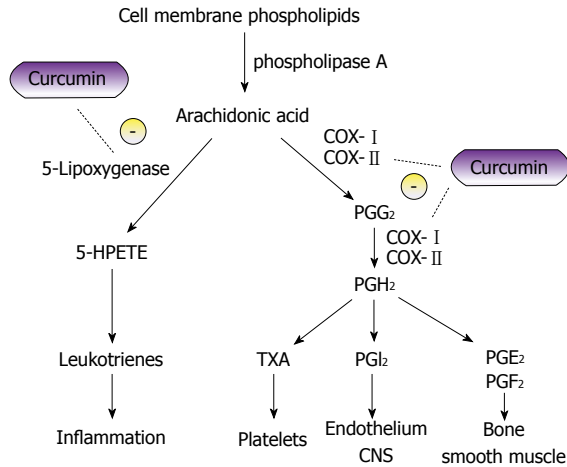 Cell membrane phospholipids
phospholipase A
Curcumin
Arachidonic acid
-
5-Lipoxygenase
COX- Ⅰ
COX- Ⅱ
Curcumin
-
PGG₂
COX- Ⅰ
COX- Ⅱ
5-HPETE
PGH₂
Leukotrienes
TXA
PGI₂
PGE₂
PGF₂
Inflammation
Platelets
Endothelium
CNS
Bone
smooth muscle